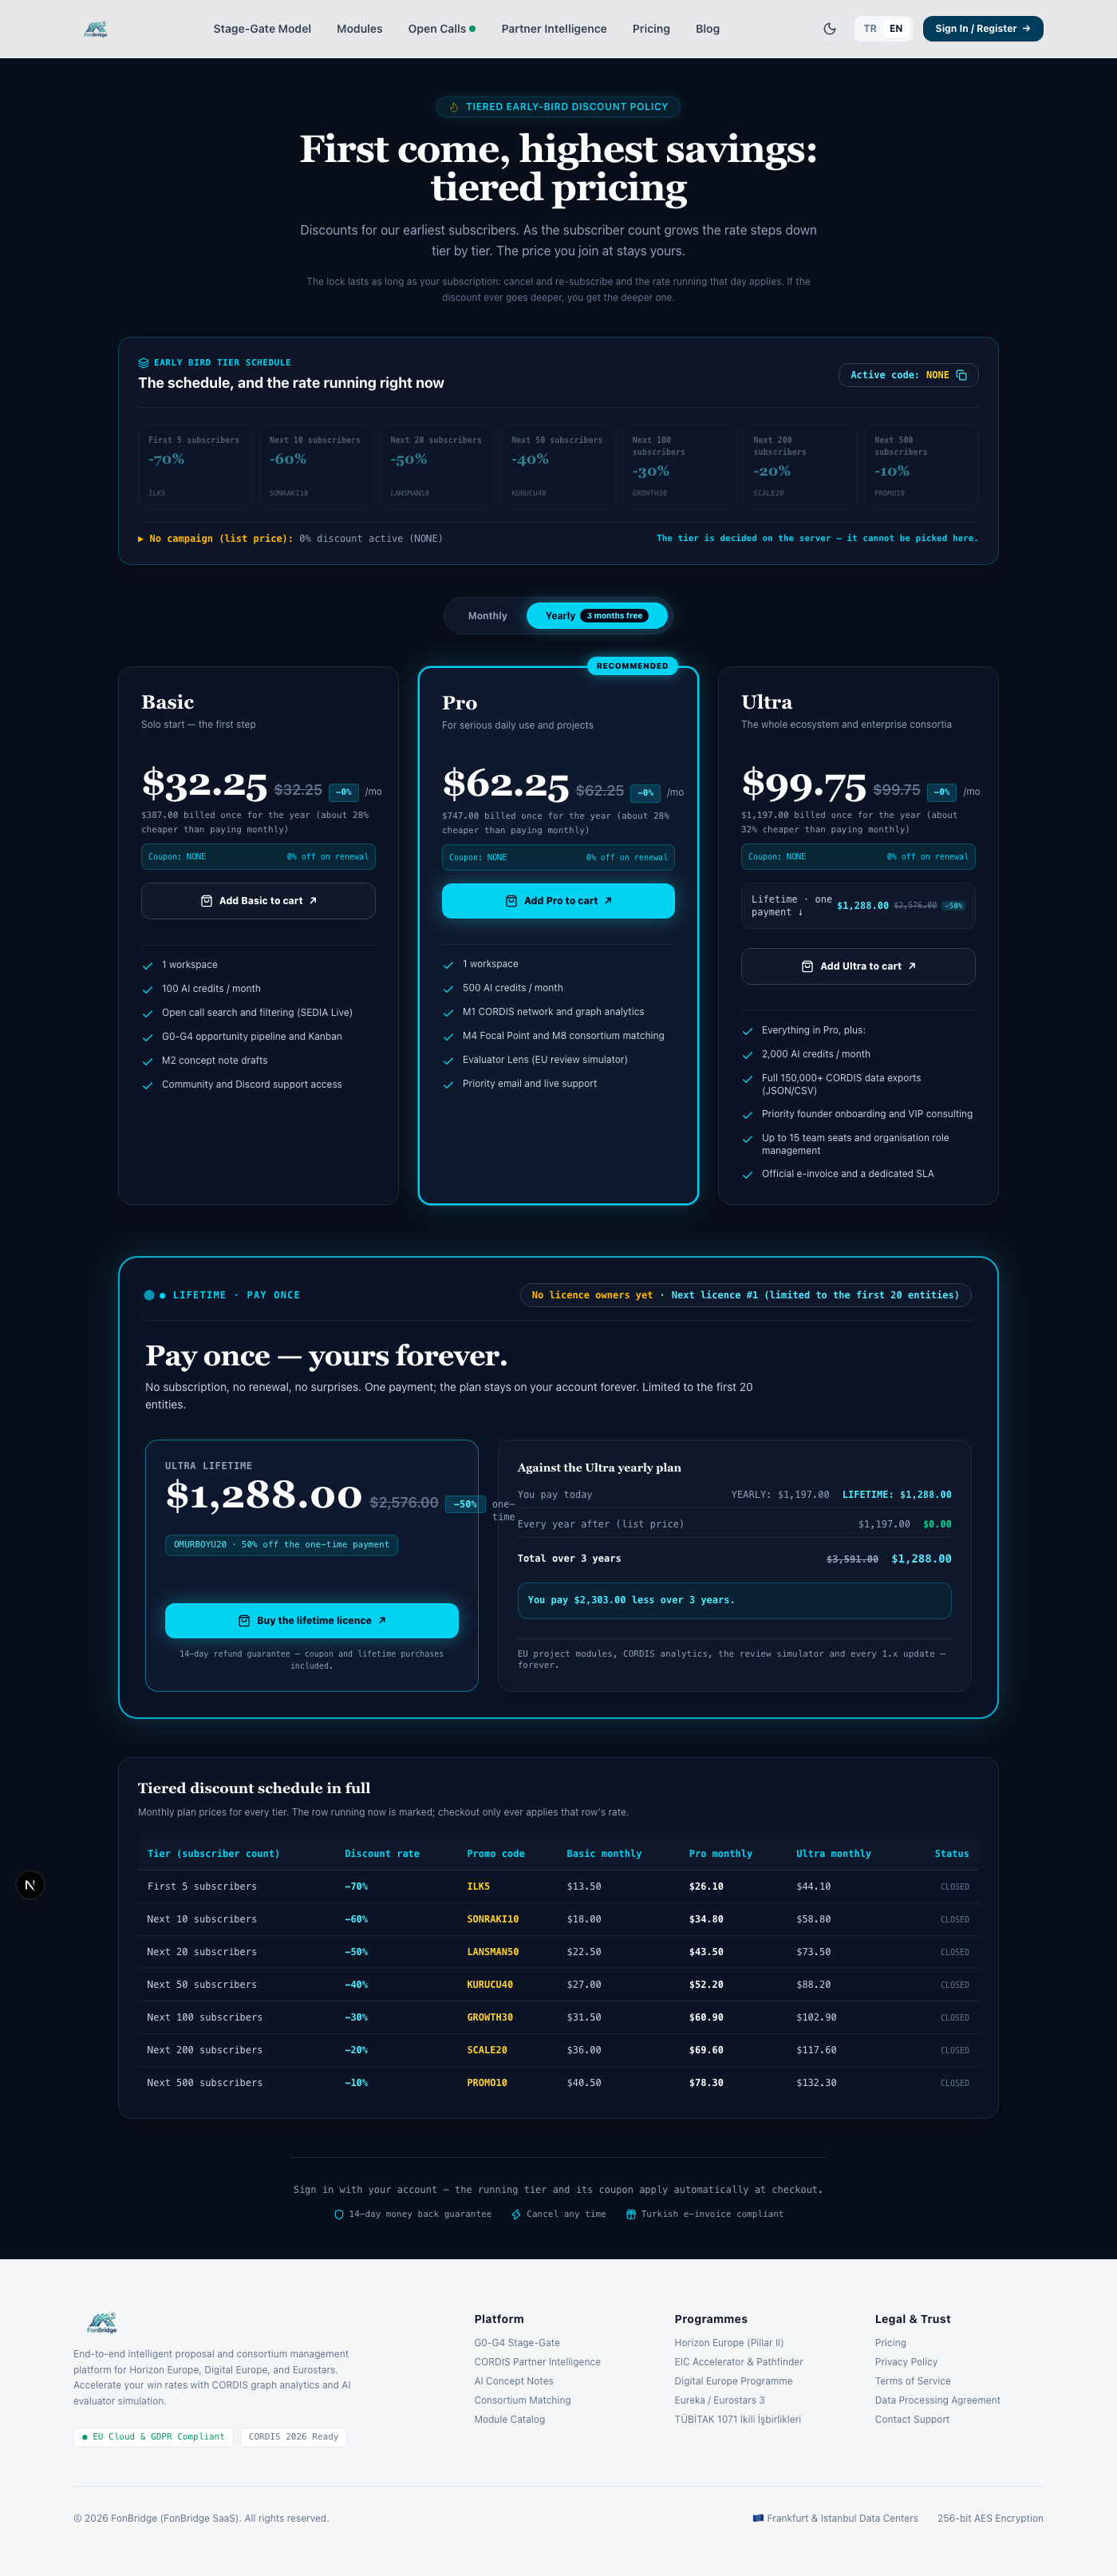 FonBridge
Stage-Gate Model
Modules
Open Calls
Partner Intelligence
Pricing
Blog
TR
EN
Sign In / Register →
TIERED EARLY-BIRD DISCOUNT POLICY
First come, highest savings:
tiered pricing
Discounts for our earliest subscribers. As the subscriber count grows the rate steps down
tier by tier. The price you join at stays yours.
The lock lasts as long as your subscription: cancel and re-subscribe and the rate running that day applies. If the
discount ever goes deeper, you get the deeper one.
EARLY BIRD TIER SCHEDULE
The schedule, and the rate running right now
Active code: NONE
First 5 subscribers
-70%
ILK5
Next 10 subscribers
-60%
SONRAKI10
Next 20 subscribers
-50%
LANSMAN50
Next 50 subscribers
-40%
KURUCU40
Next 100
subscribers
-30%
GROWTH30
Next 200
subscribers
-20%
SCALE20
Next 500
subscribers
-10%
PROMO10
▶ No campaign (list price): 0% discount active (NONE)
The tier is decided on the server — it cannot be picked here.
Monthly
Yearly 3 months free
Basic
Solo start — the first step
$32.25 $32.25 −0% /mo
$387.00 billed once for the year (about 28%
cheaper than paying monthly)
Coupon: NONE 0% off on renewal
Add Basic to cart ↗
1 workspace
100 AI credits / month
Open call search and filtering (SEDIA Live)
G0-G4 opportunity pipeline and Kanban
M2 concept note drafts
Community and Discord support access
RECOMMENDED
Pro
For serious daily use and projects
$62.25 $62.25 −0% /mo
$747.00 billed once for the year (about 28%
cheaper than paying monthly)
Coupon: NONE 0% off on renewal
Add Pro to cart ↗
1 workspace
500 AI credits / month
M1 CORDIS network and graph analytics
M4 Focal Point and M8 consortium matching
Evaluator Lens (EU review simulator)
Priority email and live support
Ultra
The whole ecosystem and enterprise consortia
$99.75 $99.75 −0% /mo
$1,197.00 billed once for the year (about
32% cheaper than paying monthly)
Coupon: NONE 0% off on renewal
Lifetime · one
payment ↓
$1,288.00 $2,576.00 −50%
Add Ultra to cart ↗
Everything in Pro, plus:
2,000 AI credits / month
Full 150,000+ CORDIS data exports
(JSON/CSV)
Priority founder onboarding and VIP consulting
Up to 15 team seats and organisation role
management
Official e-invoice and a dedicated SLA
● LIFETIME · PAY ONCE
No licence owners yet · Next licence #1 (limited to the first 20 entities)
Pay once — yours forever.
No subscription, no renewal, no surprises. One payment; the plan stays on your account forever. Limited to the first 20
entities.
ULTRA LIFETIME
$1,288.00 $2,576.00 −50% one-
time
OMURBOYU20 · 50% off the one-time payment
Buy the lifetime licence ↗
14-day refund guarantee — coupon and lifetime purchases
included.
Against the Ultra yearly plan
You pay today YEARLY: $1,197.00 LIFETIME: $1,288.00
Every year after (list price) $1,197.00 $0.00
Total over 3 years $3,591.00 $1,288.00
You pay $2,303.00 less over 3 years.
EU project modules, CORDIS analytics, the review simulator and every 1.x update —
forever.
Tiered discount schedule in full
Monthly plan prices for every tier. The row running now is marked; checkout only ever applies that row's rate.
Tier (subscriber count) Discount rate Promo code Basic monthly Pro monthly Ultra monthly Status
First 5 subscribers −70% ILK5 $13.50 $26.10 $44.10 CLOSED
Next 10 subscribers −60% SONRAKI10 $18.00 $34.80 $58.80 CLOSED
Next 20 subscribers −50% LANSMAN50 $22.50 $43.50 $73.50 CLOSED
Next 50 subscribers −40% KURUCU40 $27.00 $52.20 $88.20 CLOSED
Next 100 subscribers −30% GROWTH30 $31.50 $60.90 $102.90 CLOSED
Next 200 subscribers −20% SCALE20 $36.00 $69.60 $117.60 CLOSED
Next 500 subscribers −10% PROMO10 $40.50 $78.30 $132.30 CLOSED
N
Sign in with your account — the running tier and its coupon apply automatically at checkout.
14-day money back guarantee
Cancel any time
Turkish e-invoice compliant
FonBridge
End-to-end intelligent proposal and consortium management
platform for Horizon Europe, Digital Europe, and Eurostars.
Accelerate your win rates with CORDIS graph analytics and AI
evaluator simulation.
● EU Cloud & GDPR Compliant
CORDIS 2026 Ready
Platform
G0-G4 Stage-Gate
CORDIS Partner Intelligence
AI Concept Notes
Consortium Matching
Module Catalog
Programmes
Horizon Europe (Pillar II)
EIC Accelerator & Pathfinder
Digital Europe Programme
Eureka / Eurostars 3
TÜBİTAK 1071 İkili İşbirlikleri
Legal & Trust
Pricing
Privacy Policy
Terms of Service
Data Processing Agreement
Contact Support
© 2026 FonBridge (FonBridge SaaS). All rights reserved.
Frankfurt & Istanbul Data Centers
256-bit AES Encryption